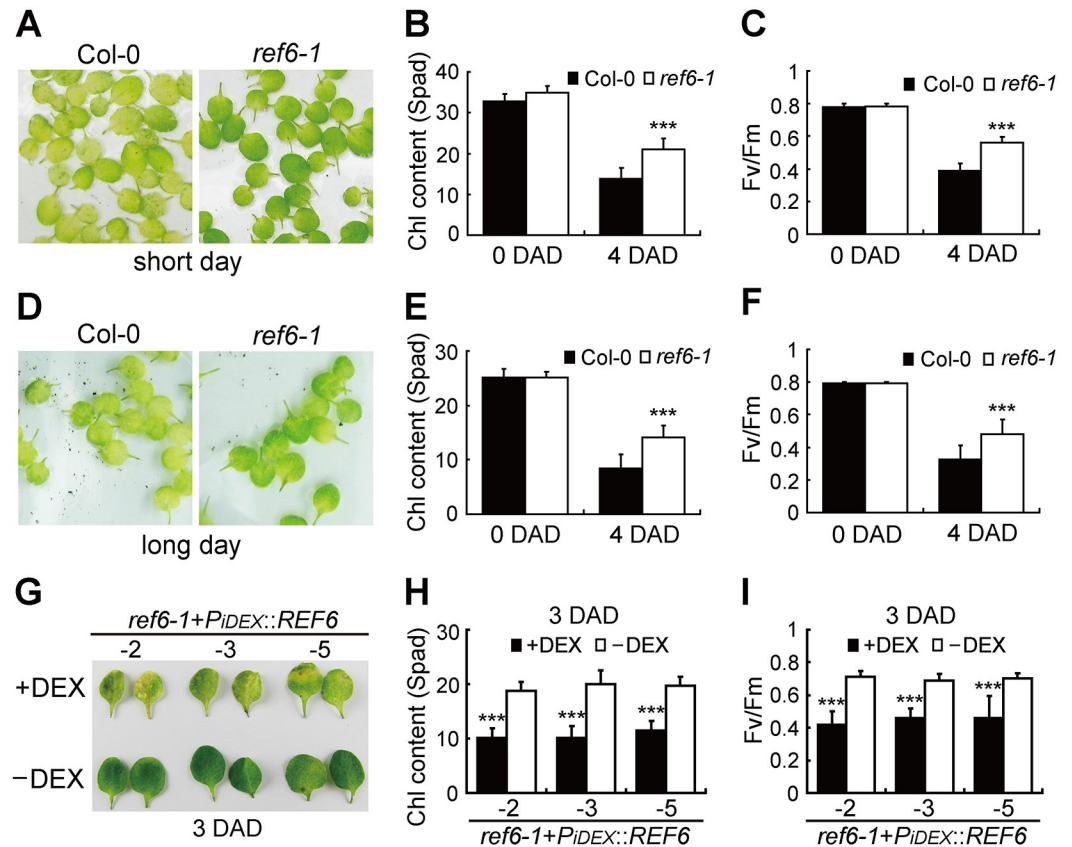 A
Col-0 ref6-1
short day
B
Chl content (Spad)
40
30
20
10
0
Col-0 ref6-1
***
0 DAD 4 DAD
C
Fv/Fm
1
0.8
0.6
0.4
0.2
0
Col-0 ref6-1
***
0 DAD 4 DAD
D
Col-0 ref6-1
long day
E
Chl content (Spad)
30
20
10
0
Col-0 ref6-1
***
0 DAD 4 DAD
F
Fv/Fm
1
0.8
0.6
0.4
0.2
0
Col-0 ref6-1
***
0 DAD 4 DAD
G
ref6-1+PiDEX::REF6
-2 -3 -5
+DEX
−DEX
3 DAD
H
3 DAD
Chl content (Spad)
30
20
10
0
+DEX −DEX
*** *** ***
-2 -3 -5
ref6-1+PiDEX::REF6
I
3 DAD
Fv/Fm
1
0.8
0.6
0.4
0.2
0
+DEX −DEX
*** *** ***
-2 -3 -5
ref6-1+PiDEX::REF6